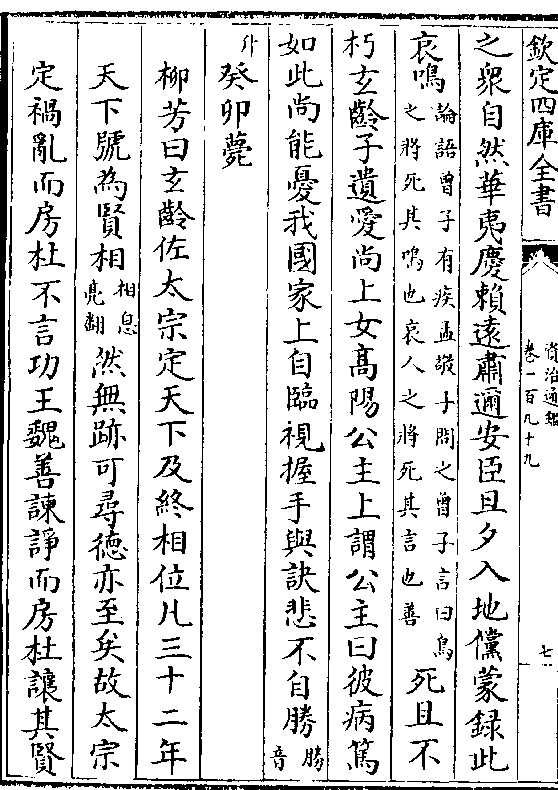 欽定四庫全書
資治通鑑
卷一百九十九
七
之衆自然華夷慶賴遠肅邇安臣旦夕入地儻蒙録此
哀鳴論語曾子有疾孟敬子問之曾子言曰鳥之將死其鳴也哀人之將死其言也善死且不
朽玄齡子遺愛尚上女髙陽公主上謂公主曰彼病篤
如此尚能憂我國家上自臨視握手與訣悲不自勝勝音
升癸卯薨
柳芳曰玄齡佐太宗定天下及終相位凡三十二年
天下號為賢相相息亮翻然無跡可尋德亦至矣故太宗
定禍亂而房杜不言功王魏善諫諍而房杜讓其賢